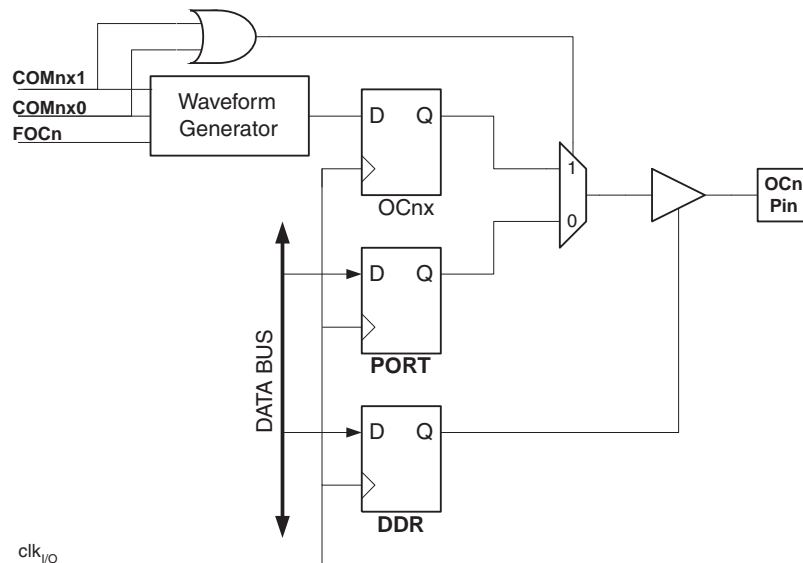 COMnx1
COMnx0
FOCn
Waveform
Generator
D Q
OCnx
1
0
OCn
Pin
DATA BUS
D Q
PORT
D Q
DDR
clkI/O